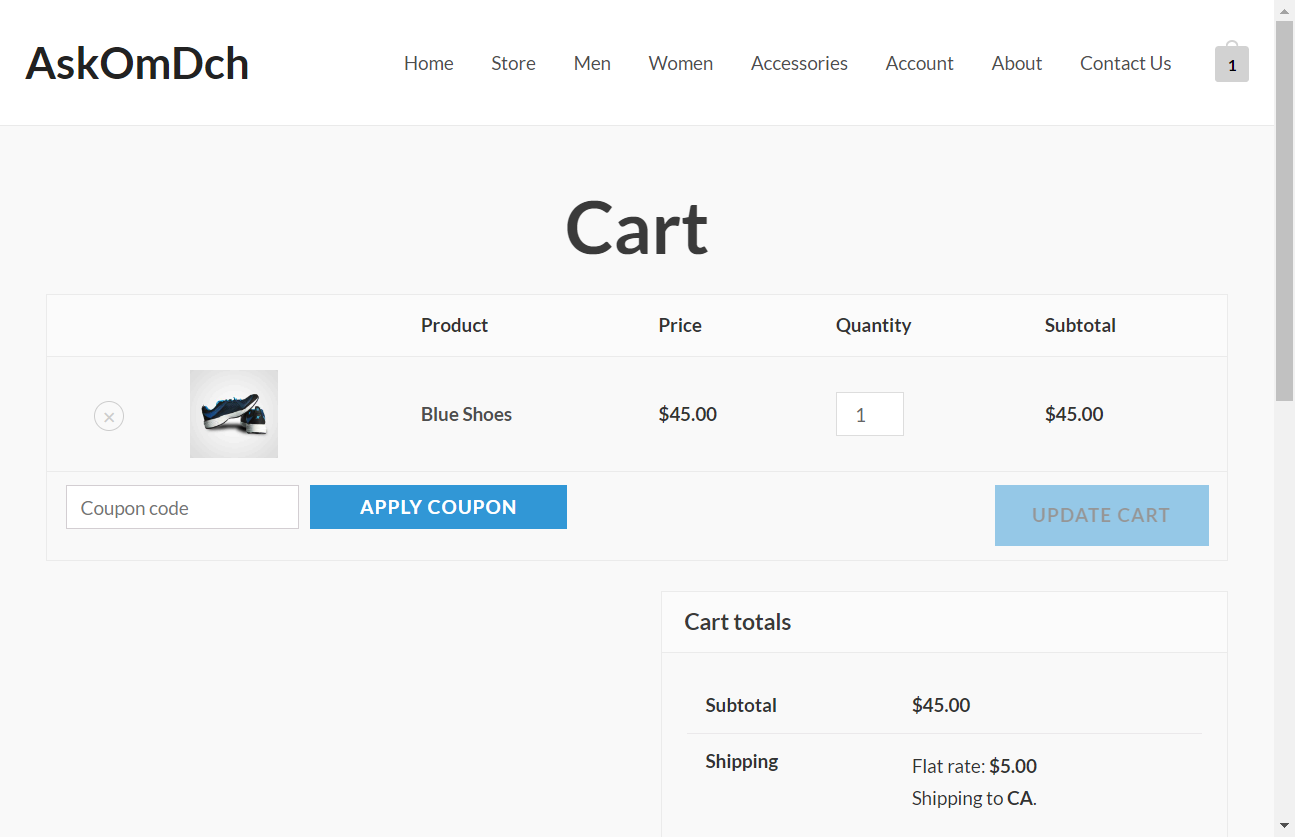 AskOmDch
Home Store Men Women Accessories Account About Contact Us 1
Cart
Product Price Quantity Subtotal
× Blue Shoes $45.00 1 $45.00
Coupon code APPLY COUPON UPDATE CART
Cart totals
Subtotal $45.00
Shipping Flat rate: $5.00
Shipping to CA.